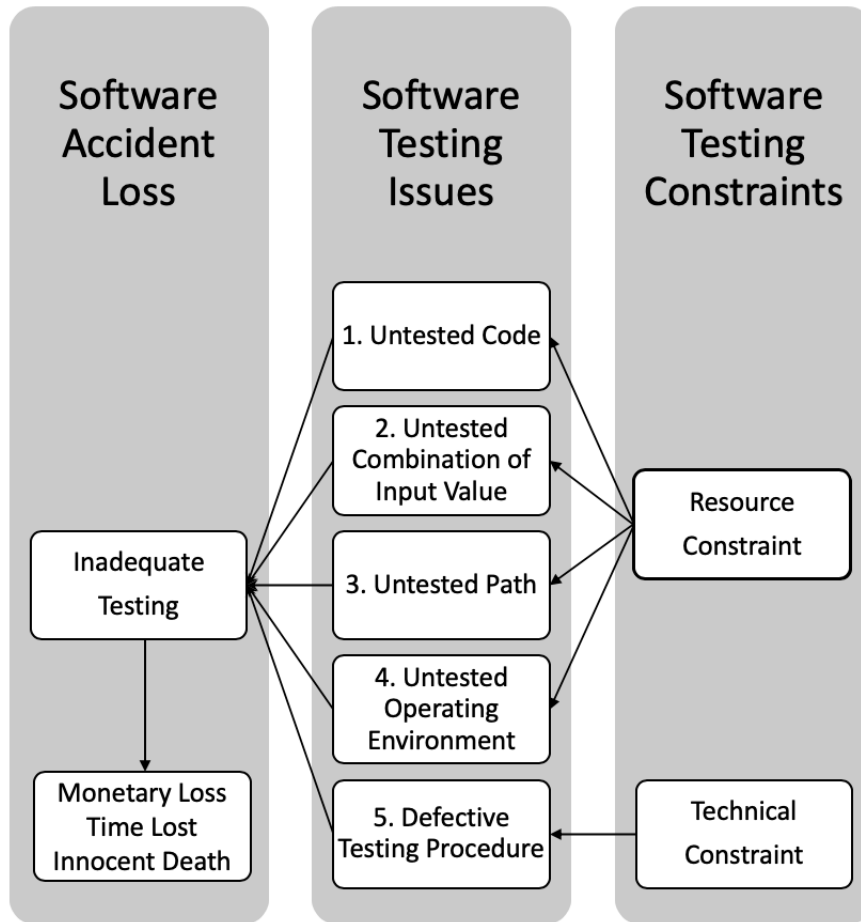 Software
Accident
Loss
Software
Testing
Issues
Software
Testing
Constraints
1. Untested Code
2. Untested
Combination of
Input Value
3. Untested Path
4. Untested
Operating
Environment
5. Defective
Testing Procedure
Inadequate
Testing
Monetary Loss
Time Lost
Innocent Death
Resource
Constraint
Technical
Constraint